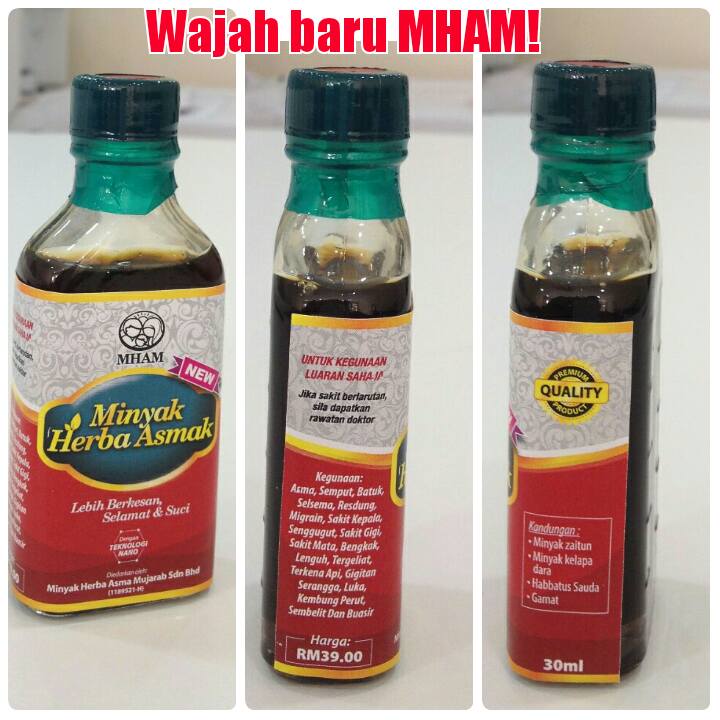 Wajah baru MHAM!
MHAM
NEW
Minyak
Herba Asmak
Lebih Berkesan,
Selamat & Suci
Dengan
TEKNOLOGI
NANO
Diedarkan oleh:
Minyak Herba Asma Mujarab Sdn Bhd
(1189521-H)
UNTUK KEGUNAAN
LUARAN SAHAJA
Jika sakit berlarutan,
sila dapatkan
rawatan doktor
Kegunaan:
Asma, Semput, Batuk,
Selsema, Resdung,
Migrain, Sakit Kepala,
Senggugut, Sakit Gigi,
Sakit Mata, Bengkak,
Lenguh, Tergeliat,
Terkena Api, Gigitan
Serangga, Luka,
Kembung Perut,
Sembelit Dan Buasir
Harga:
RM39.00
PREMIUM
QUALITY
PRODUCT
Kandungan :
• Minyak zaitun
• Minyak kelapa
dara
• Habbatus Sauda
• Gamat
30ml